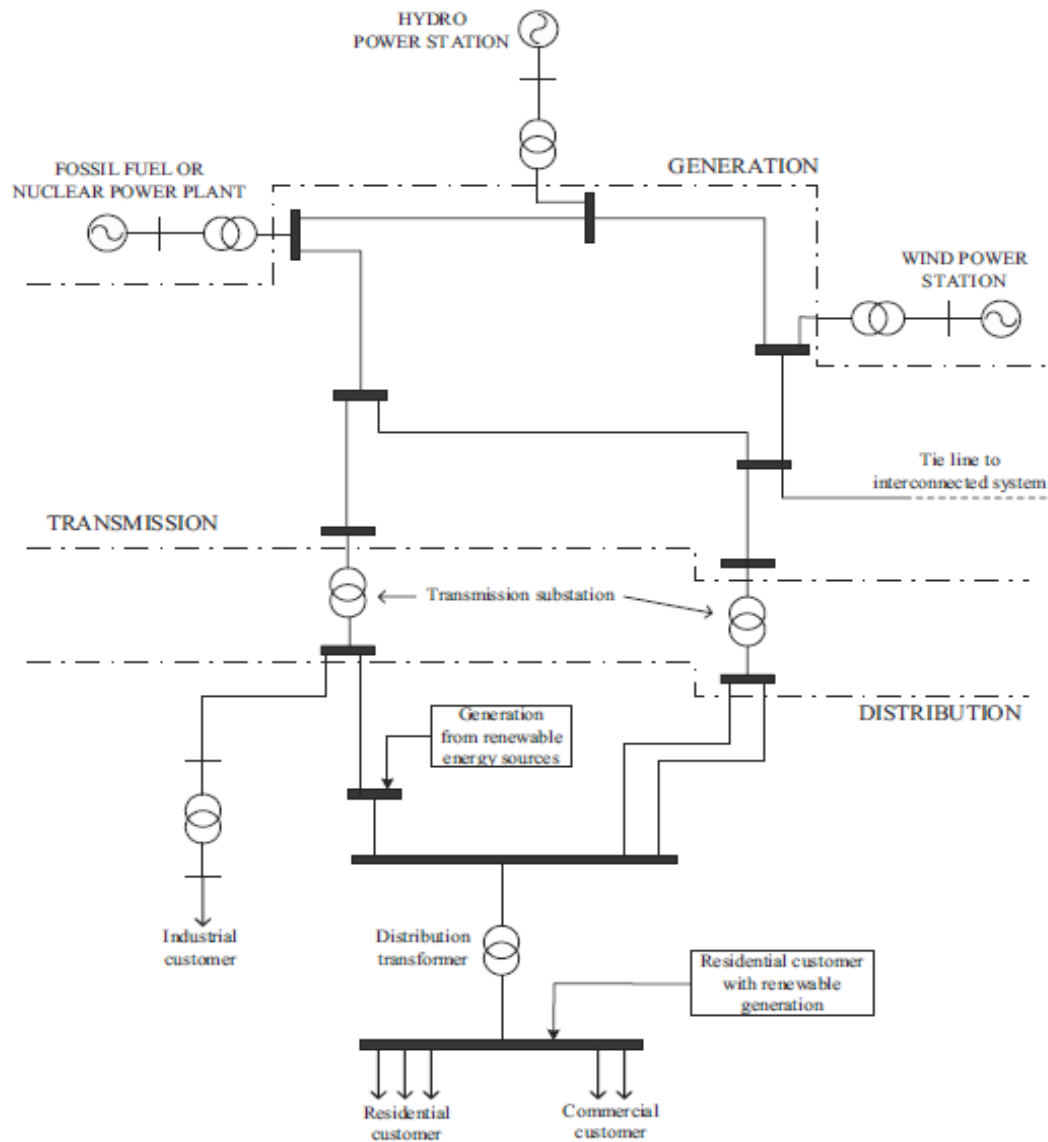 HYDRO
POWER STATION
GENERATION
FOSSIL FUEL OR
NUCLEAR POWER PLANT
WIND POWER
STATION
Tie line to
interconnected system
TRANSMISSION
Transmission substation
DISTRIBUTION
Generation
from renewable
energy sources
Industrial
customer
Distribution
transformer
Residential customer
with renewable
generation
Residential
customer
Commercial
customer